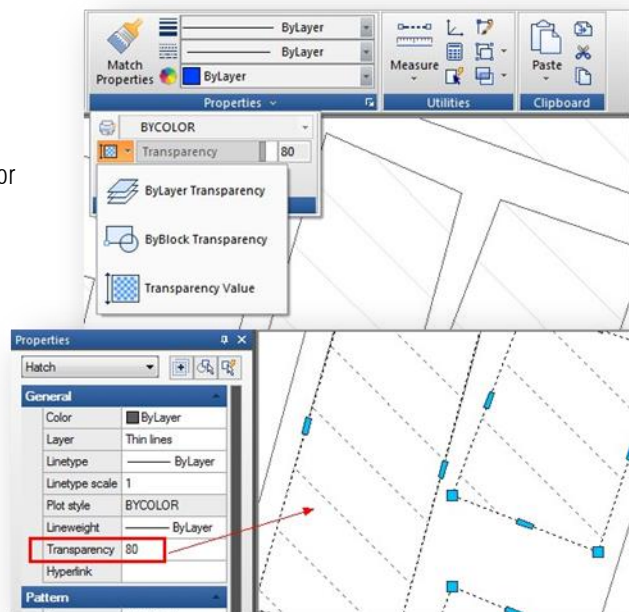 ByLayer
ByLayer
ByLayer
Match
Properties
Measure
Paste
Properties
Utilities
Clipboard
or
BYCOLOR
Transparency 80
ByLayer Transparency
ByBlock Transparency
Transparency Value
Properties
Hatch
General
Color ByLayer
Layer Thin lines
Linetype ByLayer
Linetype scale 1
Plot style BYCOLOR
Lineweight ByLayer
Transparency 80
Hyperlink
Pattern